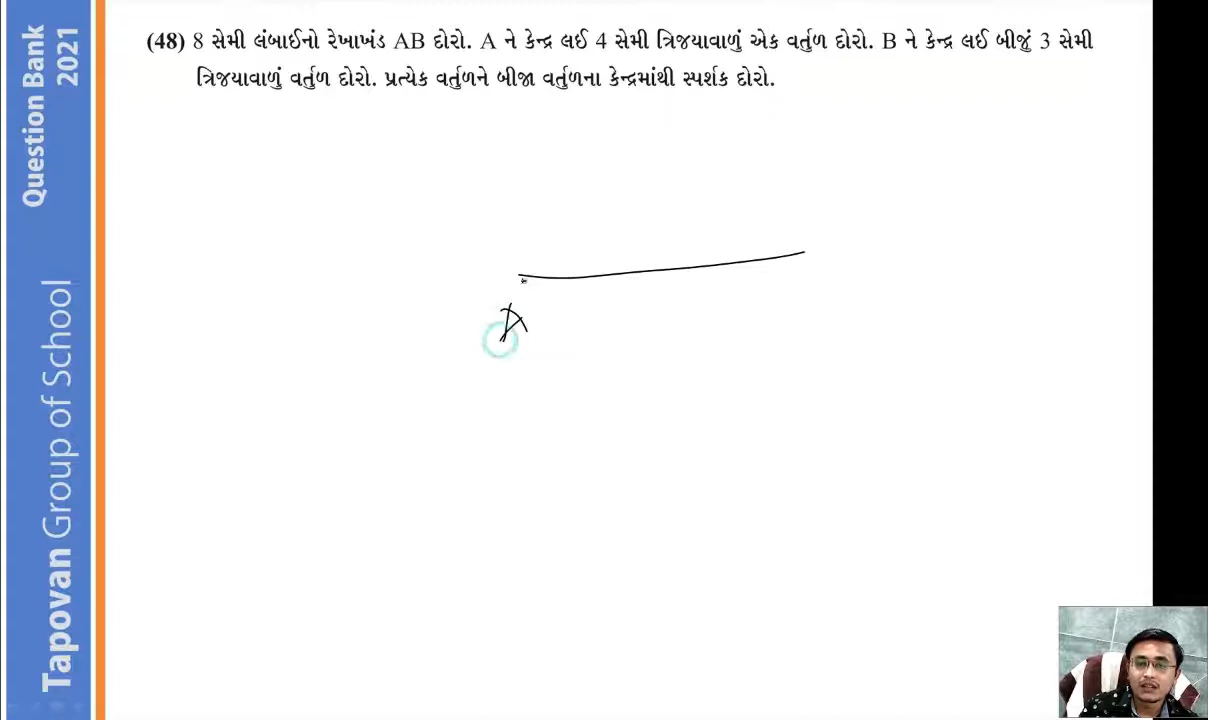 Question Bank
2021
Tapovan Group of School
(48) 8 સેમી લંબાઈનો રેખાખંડ AB દોરો. A ને કેન્દ્ર લઈ 4 સેમી ત્રિજયાવાળું એક વર્તુળ દોરો. B ને કેન્દ્ર લઈ બીજું 3 સેમી
ત્રિજયાવાળું વર્તુળ દોરો. પ્રત્યેક વર્તુળને બીજા વર્તુળના કેન્દ્રમાંથી સ્પર્શક દોરો.
A